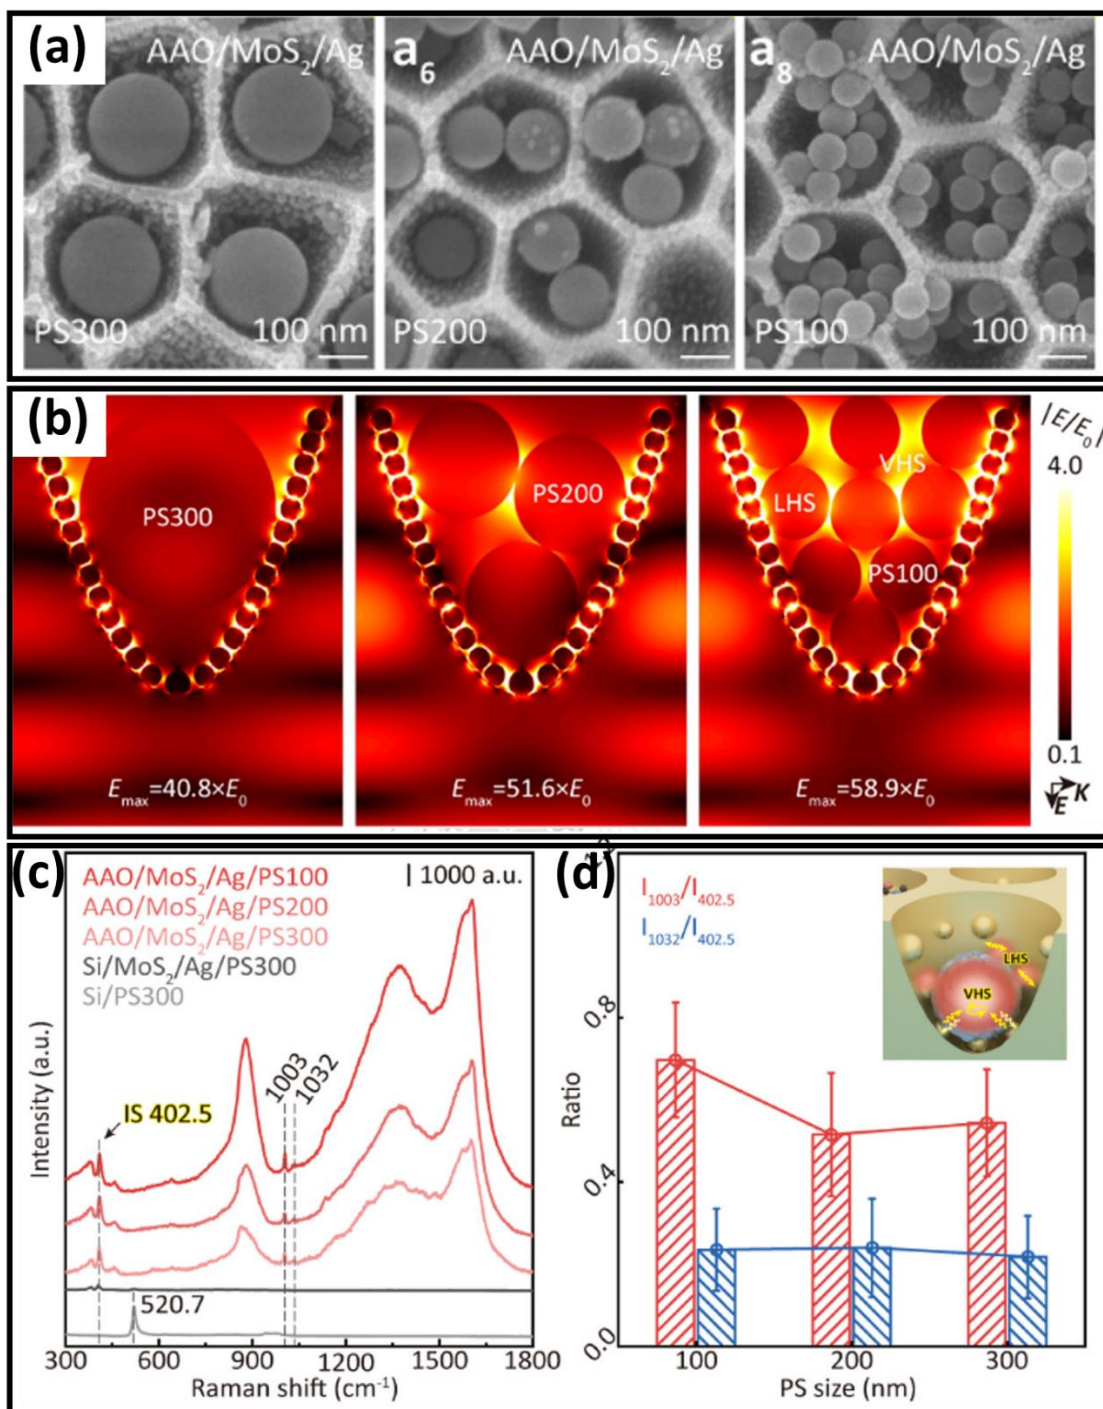 (a)
AAO/MoS₂/Ag
PS300
100 nm
a₆
AAO/MoS₂/Ag
PS200
100 nm
a₈
AAO/MoS₂/Ag
PS100
100 nm
(b)
PS300
Eₘₐₓ=40.8×E₀
PS200
Eₘₐₓ=51.6×E₀
VHS
LHS
PS100
Eₘₐₓ=58.9×E₀
|E/E₀|
4.0
0.1
K
E
(c)
AAO/MoS₂/Ag/PS100
AAO/MoS₂/Ag/PS200
AAO/MoS₂/Ag/PS300
Si/MoS₂/Ag/PS300
Si/PS300
1000 a.u.
1003
1032
IS 402.5
520.7
Intensity (a.u.)
300 600 900 1200 1500 1800
Raman shift (cm⁻¹)
(d)
I₁₀₀₃/I₄₀₂.₅
I₁₀₃₂/I₄₀₂.₅
LHS
VHS
Ratio
0.8
0.4
0.0
100 200 300
PS size (nm)